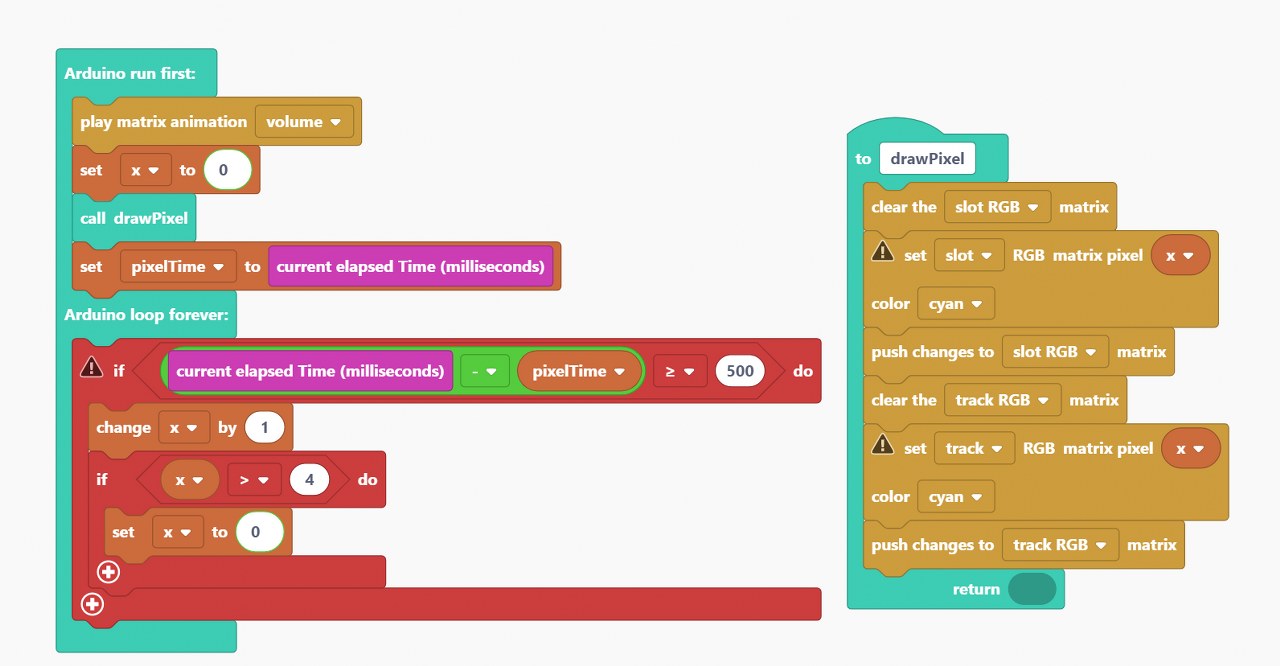 Arduino run first:
play matrix animation volume
set x to 0
call drawPixel
set pixelTime to current elapsed Time (milliseconds)
Arduino loop forever:
if current elapsed Time (milliseconds) - pixelTime ≥ 500 do
change x by 1
if x > 4 do
set x to 0
to drawPixel
clear the slot RGB matrix
set slot RGB matrix pixel x
color cyan
push changes to slot RGB matrix
clear the track RGB matrix
set track RGB matrix pixel x
color cyan
push changes to track RGB matrix
return